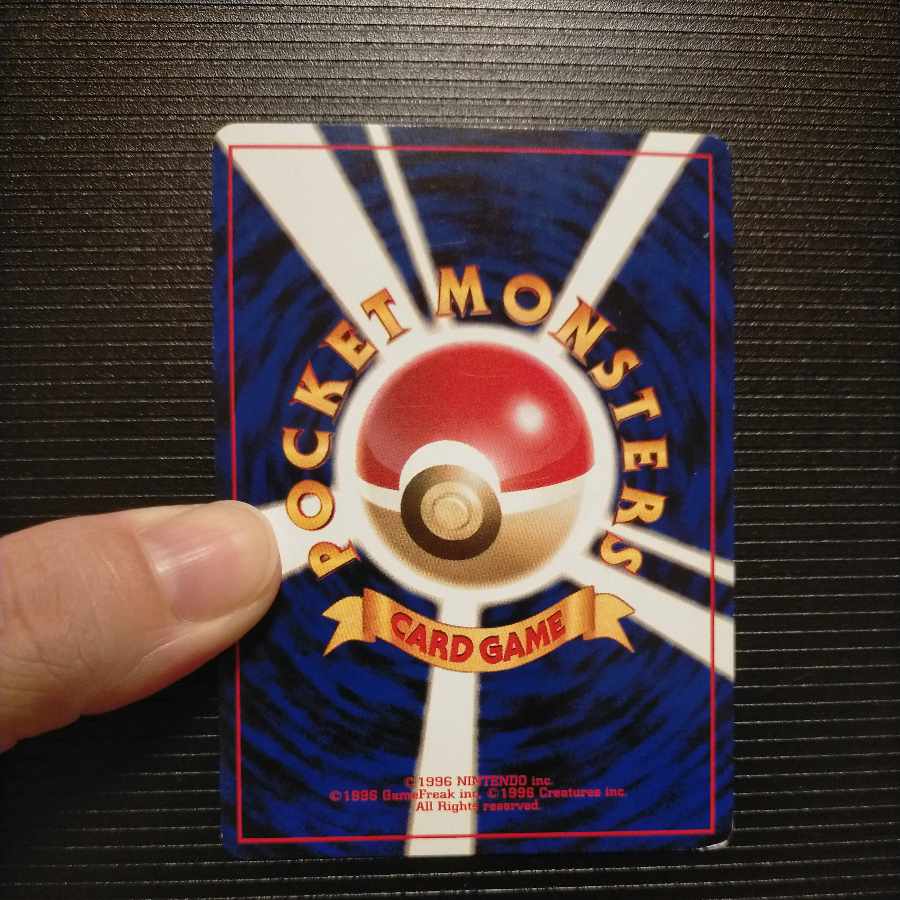 POCKET MONSTERS
CARD GAME
©1996 NINTENDO inc.
©1996 GameFreak inc. ©1996 Creatures inc.
All Rights reserved.